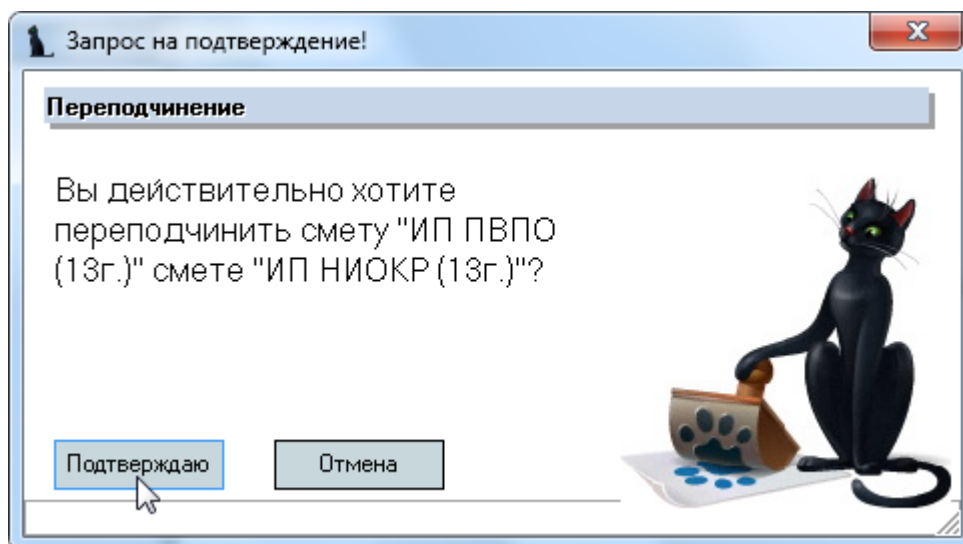 Запрос на подтверждение!
Переподчинение
Вы действительно хотите
переподчинить смету "ИП ПВПО
(13г.)" смете "ИП НИОКР (13г.)"?
Подтверждаю
Отмена